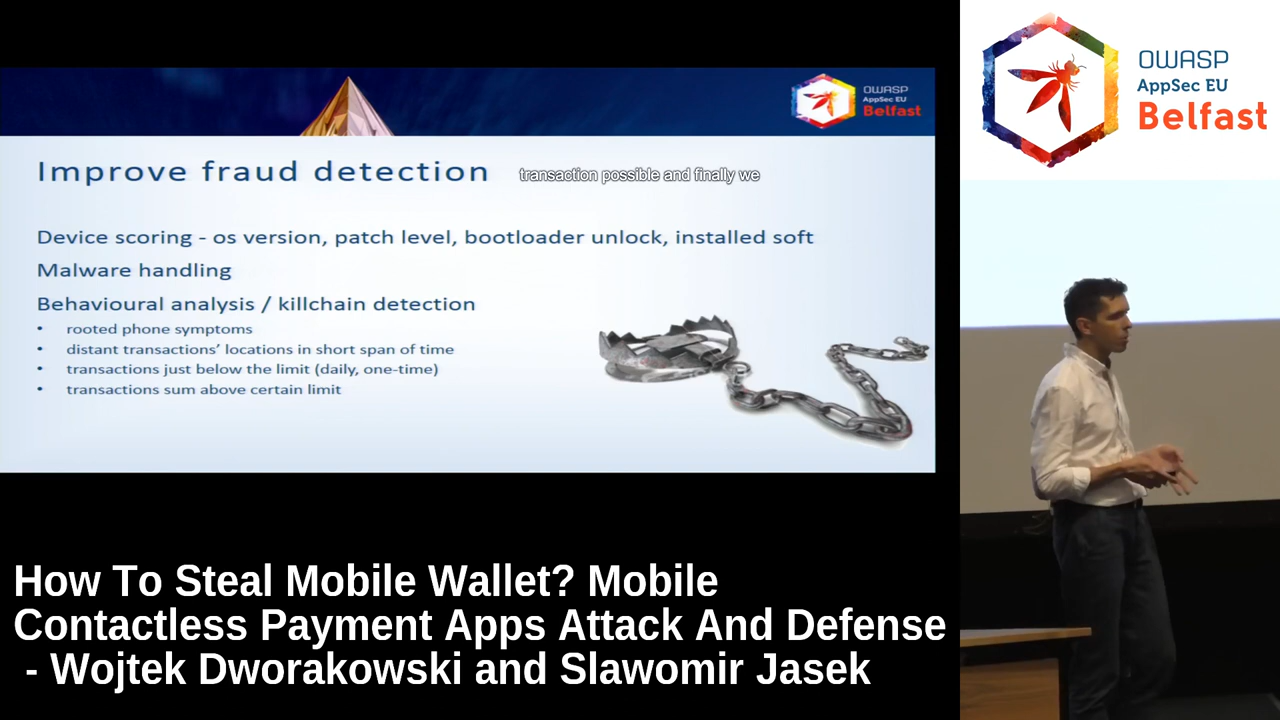 OWASP
AppSec EU
Belfast
OWASP
AppSec EU
Belfast
Improve fraud detection
transaction possible and finally we
Device scoring - os version, patch level, bootloader unlock, installed soft
Malware handling
Behavioural analysis / killchain detection
• rooted phone symptoms
• distant transactions' locations in short span of time
• transactions just below the limit (daily, one-time)
• transactions sum above certain limit
How To Steal Mobile Wallet? Mobile
Contactless Payment Apps Attack And Defense
- Wojtek Dworakowski and Slawomir Jasek